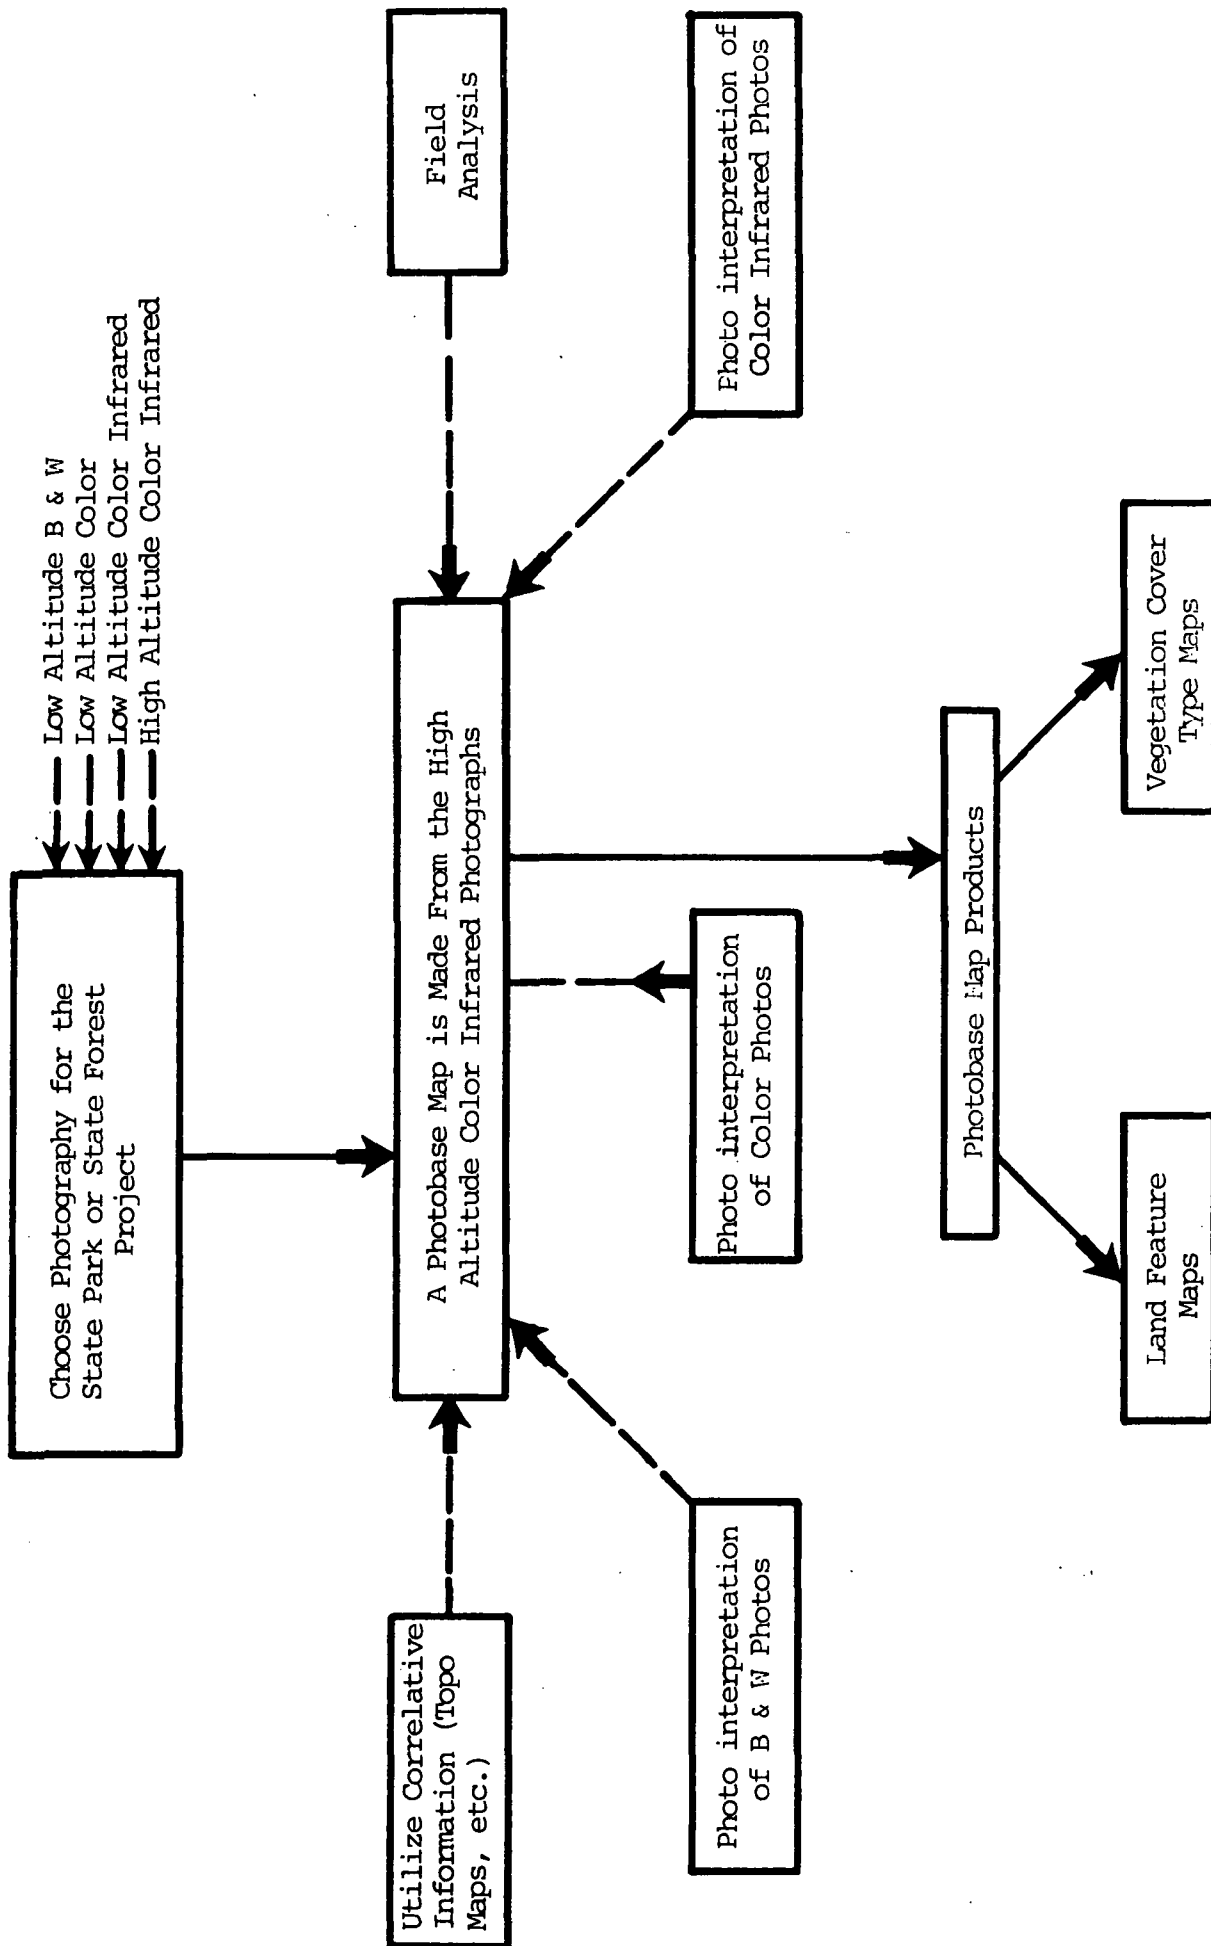 Choose Photography for the
State Park or State Forest
Project
Low Altitude B & W
Low Altitude Color
Low Altitude Color Infrared
High Altitude Color Infrared
Utilize Correlative
Information (Topo
Maps, etc.)
A Photobase Map is Made From the High
Altitude Color Infrared Photographs
Field
Analysis
Photo interpretation
of B & W Photos
Photo interpretation
of Color Photos
Photo interpretation of
Color Infrared Photos
Photobase Map Products
Land Feature
Maps
Vegetation Cover
Type Maps